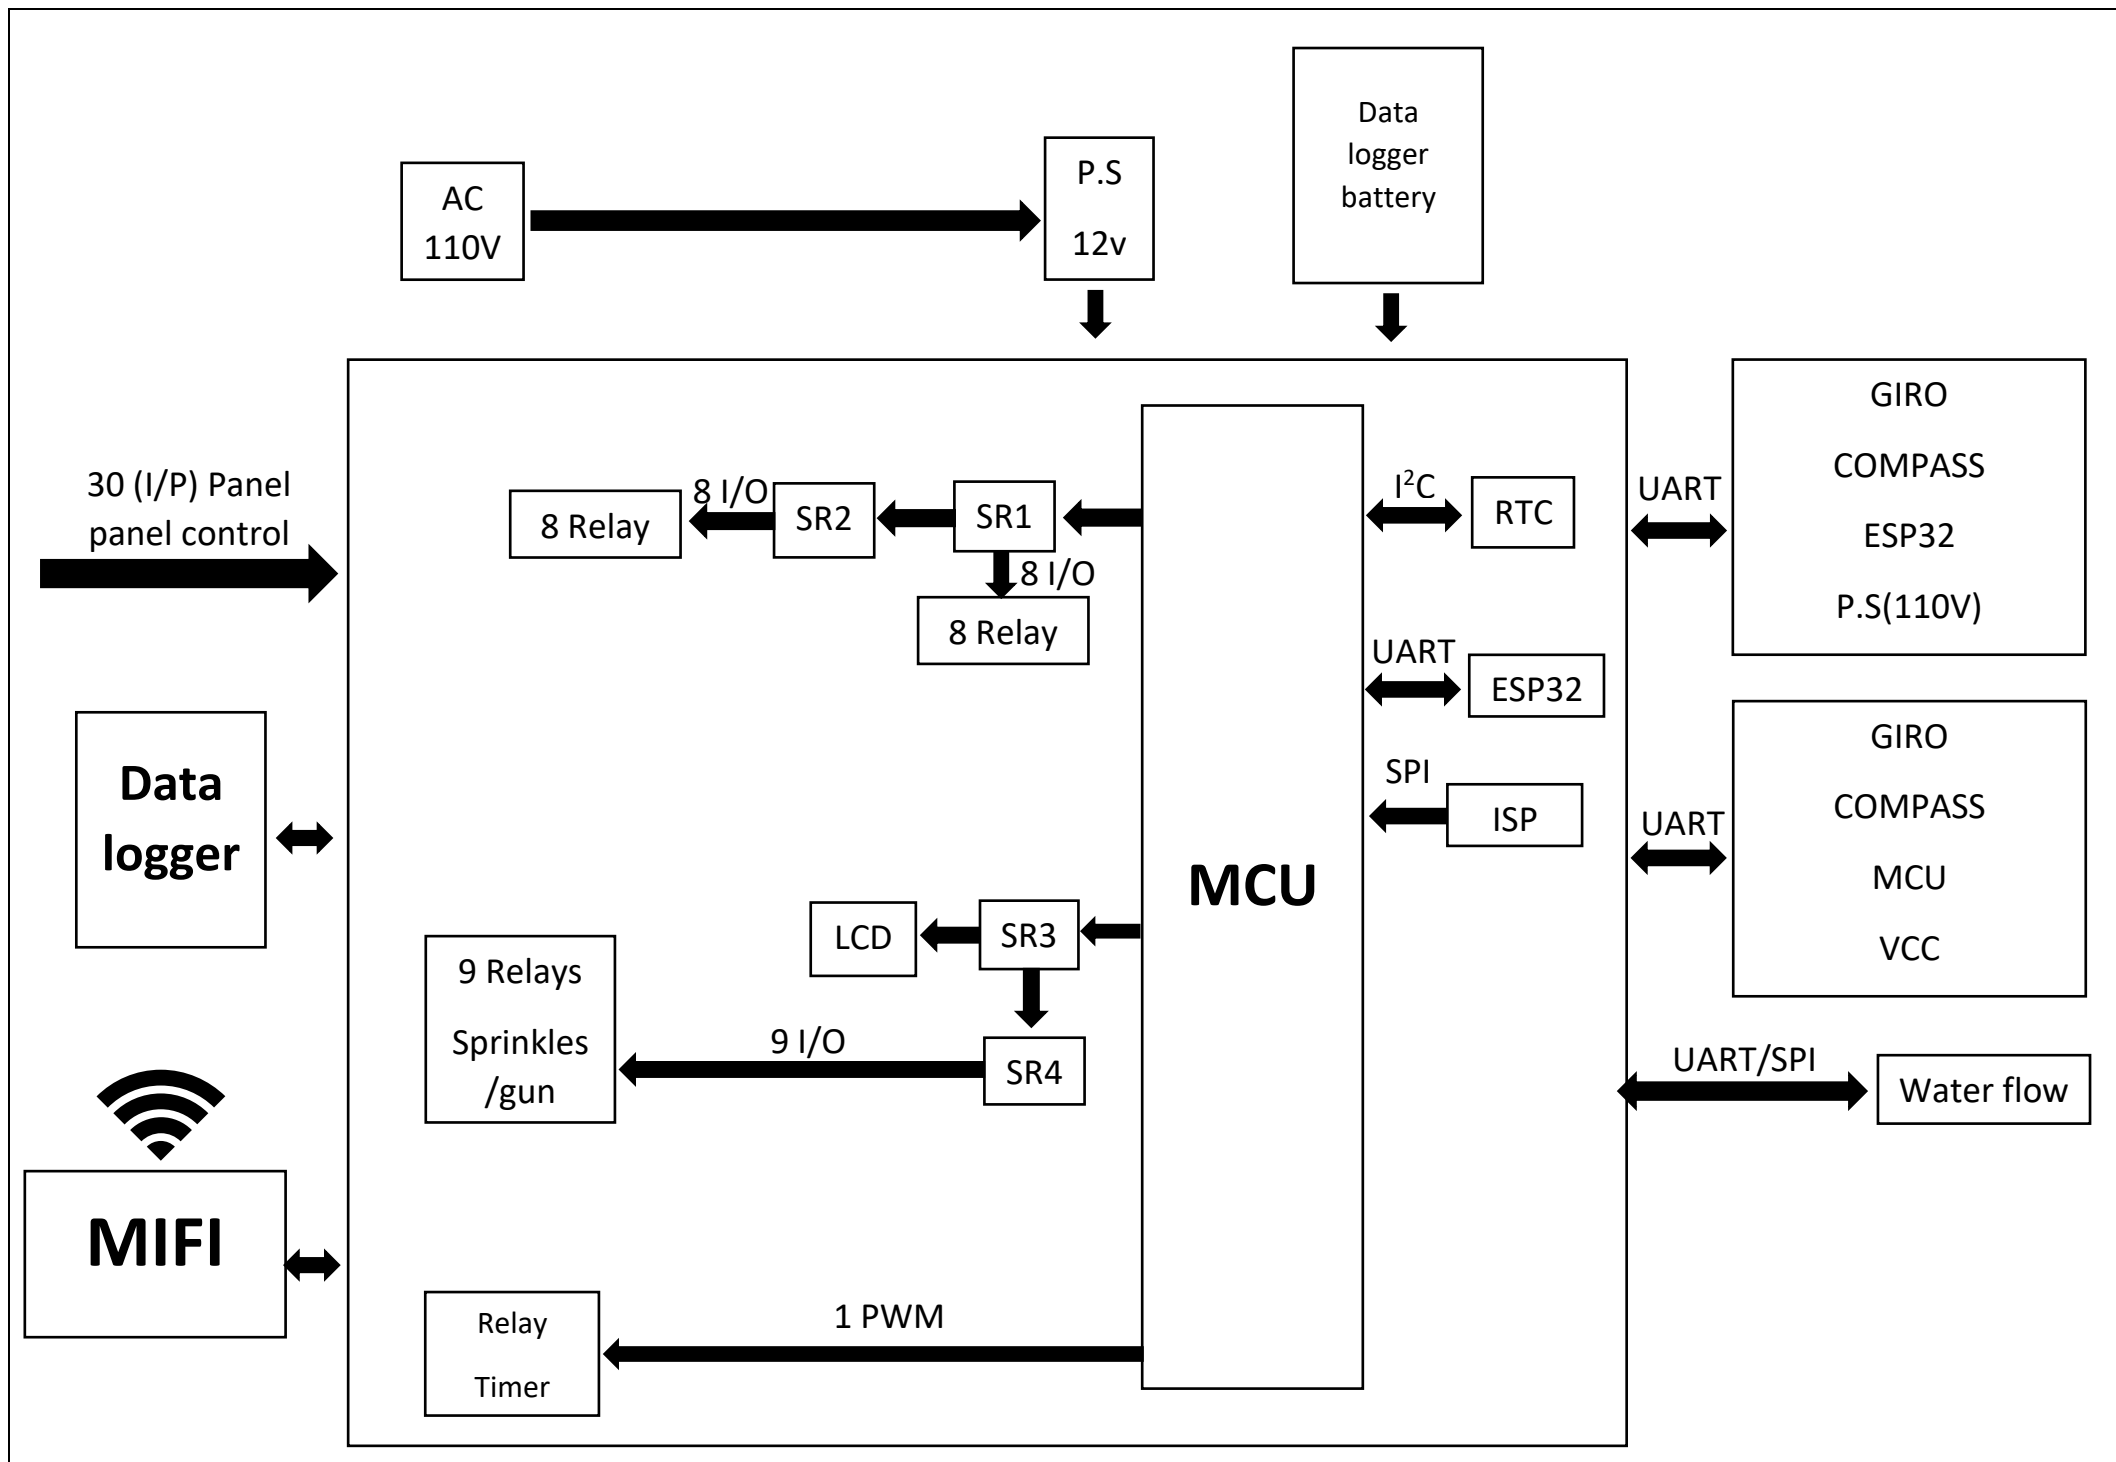 AC
110V
P.S
12v
Data
logger
battery
30 (I/P) Panel
panel control
8 Relay
8 I/O
SR2
SR1
8 I/O
8 Relay
I²C
RTC
UART
GIRO
COMPASS
ESP32
P.S(110V)
UART
ESP32
Data
logger
SPI
ISP
MCU
UART
GIRO
COMPASS
MCU
VCC
LCD
SR3
9 Relays
Sprinkles
/gun
9 I/O
SR4
UART/SPI
Water flow
MIFI
Relay
Timer
1 PWM